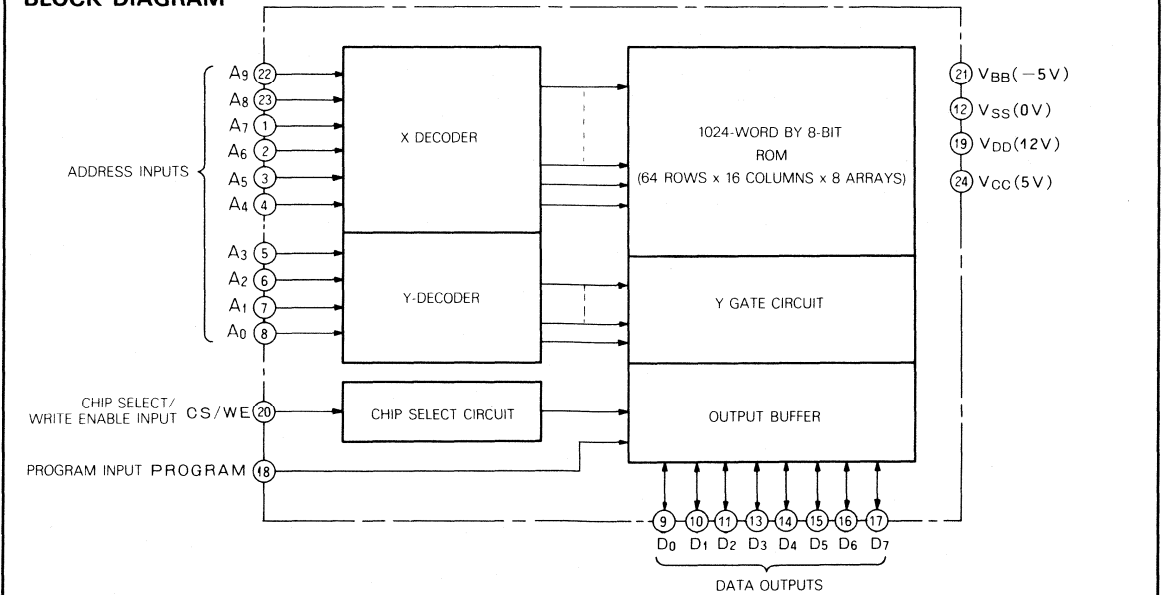 BLOCK DIAGRAM
A9 22
A8 23
A7 1
A6 2
A5 3
A4 4
ADDRESS INPUTS
A3 5
A2 6
A1 7
A0 8
CHIP SELECT/
WRITE ENABLE INPUT CS/WE 20
PROGRAM INPUT PROGRAM 18
X DECODER
Y-DECODER
CHIP SELECT CIRCUIT
1024-WORD BY 8-BIT
ROM
(64 ROWS x 16 COLUMNS x 8 ARRAYS)
Y GATE CIRCUIT
OUTPUT BUFFER
21 VBB(−5V)
12 VSS(0V)
19 VDD(12V)
24 VCC(5V)
9 10 11 13 14 15 16 17
D0 D1 D2 D3 D4 D5 D6 D7
DATA OUTPUTS